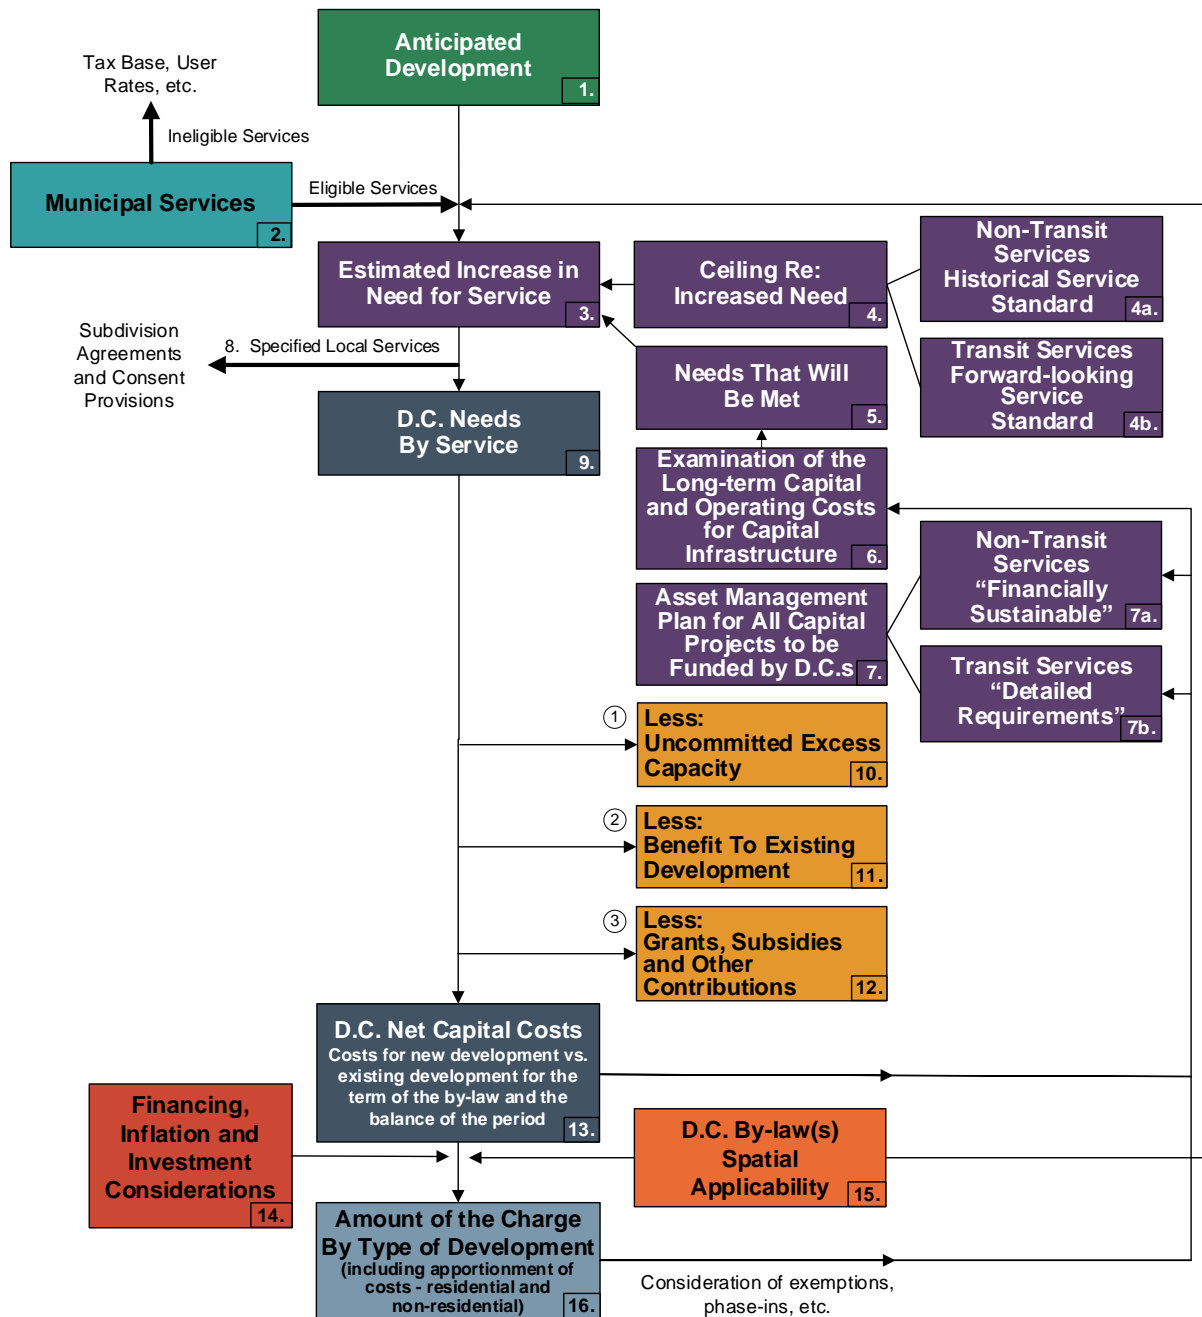 Anticipated
Development
1.
Tax Base, User
Rates, etc.
Ineligible Services
Municipal Services
2.
Eligible Services
Estimated Increase in
Need for Service
3.
Ceiling Re:
Increased Need
4.
Non-Transit
Services
Historical Service
Standard
4a.
Transit Services
Forward-looking
Service
Standard
4b.
Subdivision
Agreements
and Consent
Provisions
8. Specified Local Services
Needs That Will
Be Met
5.
D.C. Needs
By Service
9.
Examination of the
Long-term Capital
and Operating Costs
for Capital
Infrastructure
6.
Non-Transit
Services
“Financially
Sustainable”
7a.
Asset Management
Plan for All Capital
Projects to be
Funded by D.C.s
7.
Transit Services
“Detailed
Requirements”
7b.
1
Less:
Uncommitted Excess
Capacity
10.
2
Less:
Benefit To Existing
Development
11.
3
Less:
Grants, Subsidies
and Other
Contributions
12.
D.C. Net Capital Costs
Costs for new development vs.
existing development for the
term of the by-law and the
balance of the period
13.
Financing,
Inflation and
Investment
Considerations
14.
D.C. By-law(s)
Spatial
Applicability
15.
Amount of the Charge
By Type of Development
(including apportionment of
costs - residential and
non-residential)
16.
Consideration of exemptions,
phase-ins, etc.